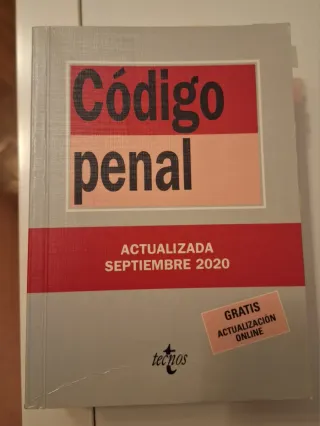 Código
penal
ACTUALIZADA
SEPTIEMBRE 2020
GRATIS
ACTUALIZACIÓN
ONLINE
tecnos